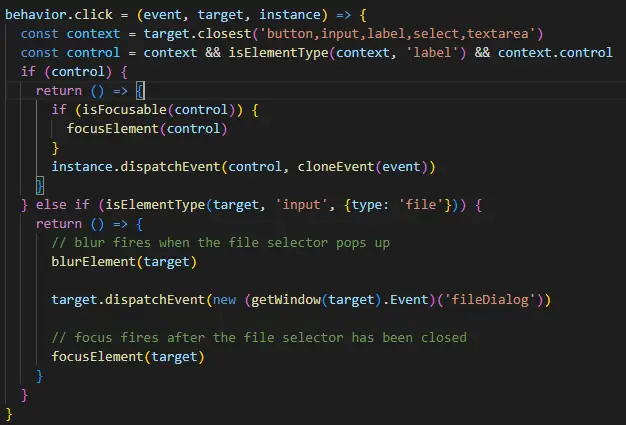 behavior.click = (event, target, instance) => {
const context = target.closest('button,input,label,select,textarea')
const control = context && isElementType(context, 'label') && context.control
if (control) {
return () => {
if (isFocusable(control)) {
focusElement(control)
}
instance.dispatchEvent(control, cloneEvent(event))
}
} else if (isElementType(target, 'input', {type: 'file'})) {
return () => {
// blur fires when the file selector pops up
blurElement(target)
target.dispatchEvent(new (getWindow(target).Event)('fileDialog'))
// focus fires after the file selector has been closed
focusElement(target)
}
}
}